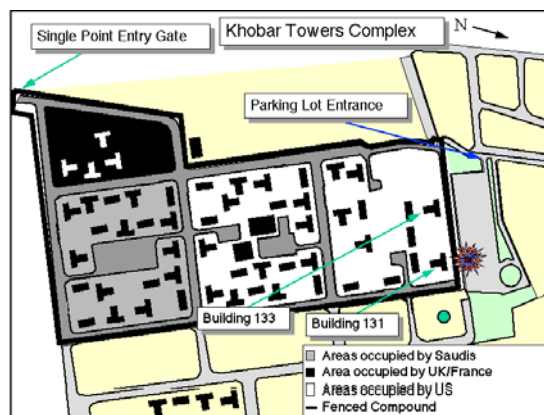 Single Point Entry Gate
Khobar Towers Complex
N
Parking Lot Entrance
Building 133
Building 131
Areas occupied by Saudis
Area occupied by UK/France
Areas occupied by US
Fenced Compound